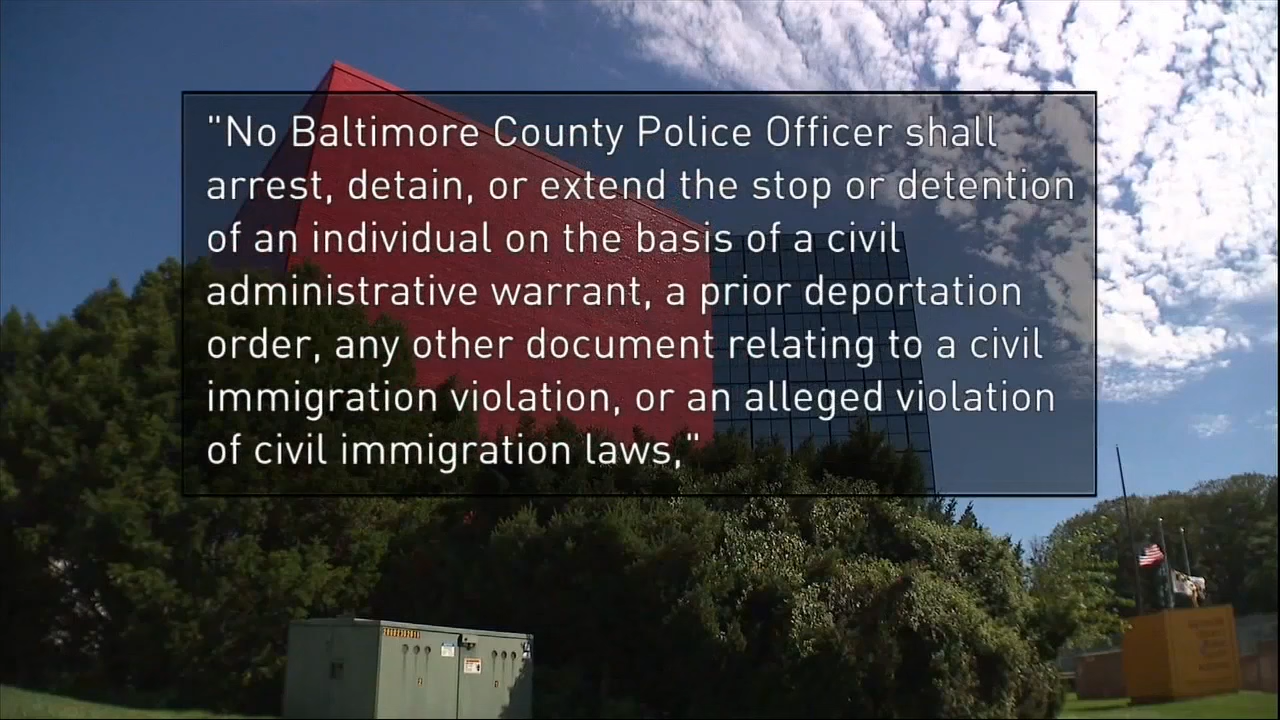 "No Baltimore County Police Officer shall
arrest, detain, or extend the stop or detention
of an individual on the basis of a civil
administrative warrant, a prior deportation
order, any other document relating to a civil
immigration violation, or an alleged violation
of civil immigration laws,"